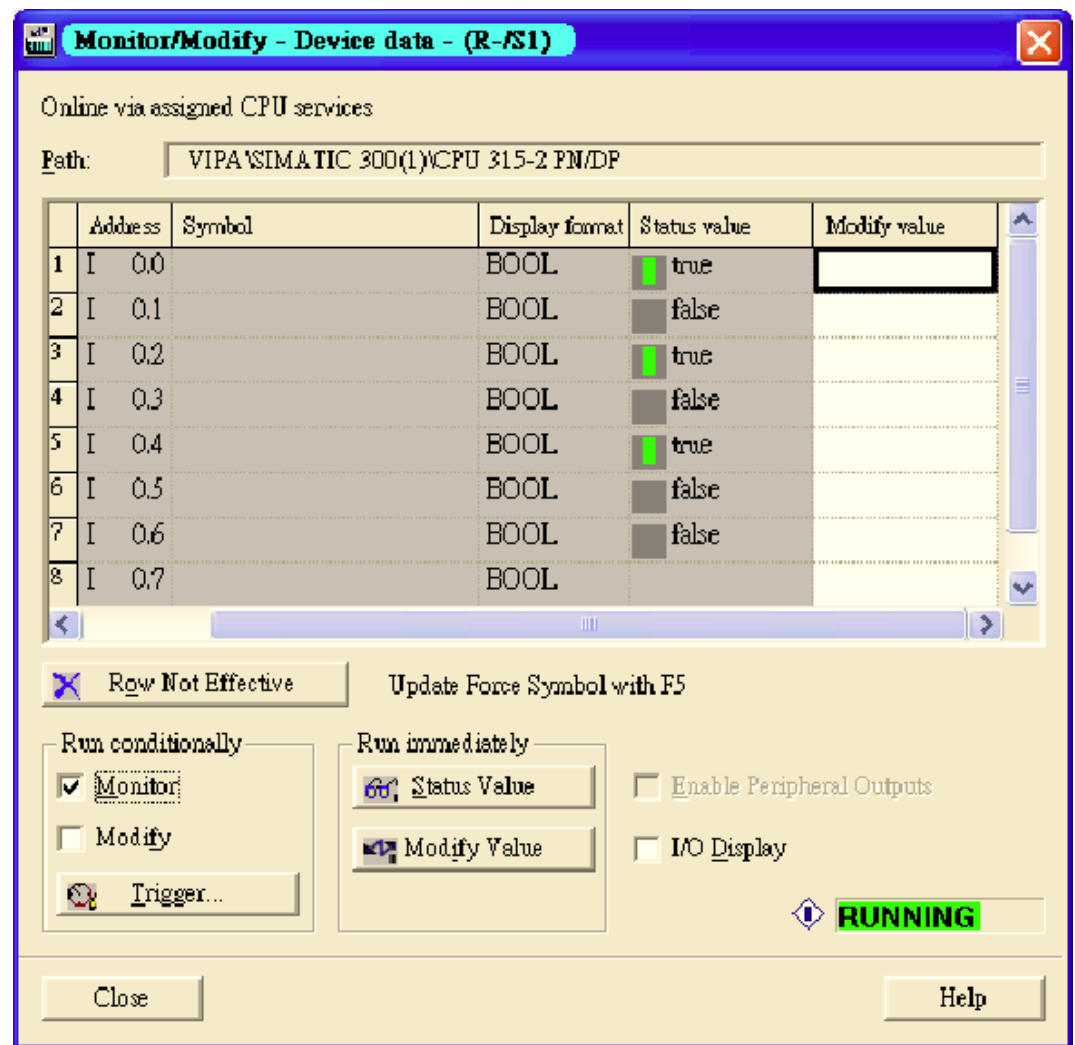 Monitor/Modify - Device data - (R-/S1)
Online via assigned CPU services
Path: VIPA\SIMATIC 300(1)\CPU 315-2 PN/DP
Address Symbol Display format Status value Modify value
1 I 0.0 BOOL true
2 I 0.1 BOOL false
3 I 0.2 BOOL true
4 I 0.3 BOOL false
5 I 0.4 BOOL true
6 I 0.5 BOOL false
7 I 0.6 BOOL false
8 I 0.7 BOOL
Row Not Effective Update Force Symbol with F5
Run conditionally Run immediately
Monitor Status Value Enable Peripheral Outputs
Modify Modify Value I/O Display
Trigger...
RUNNING
Close Help